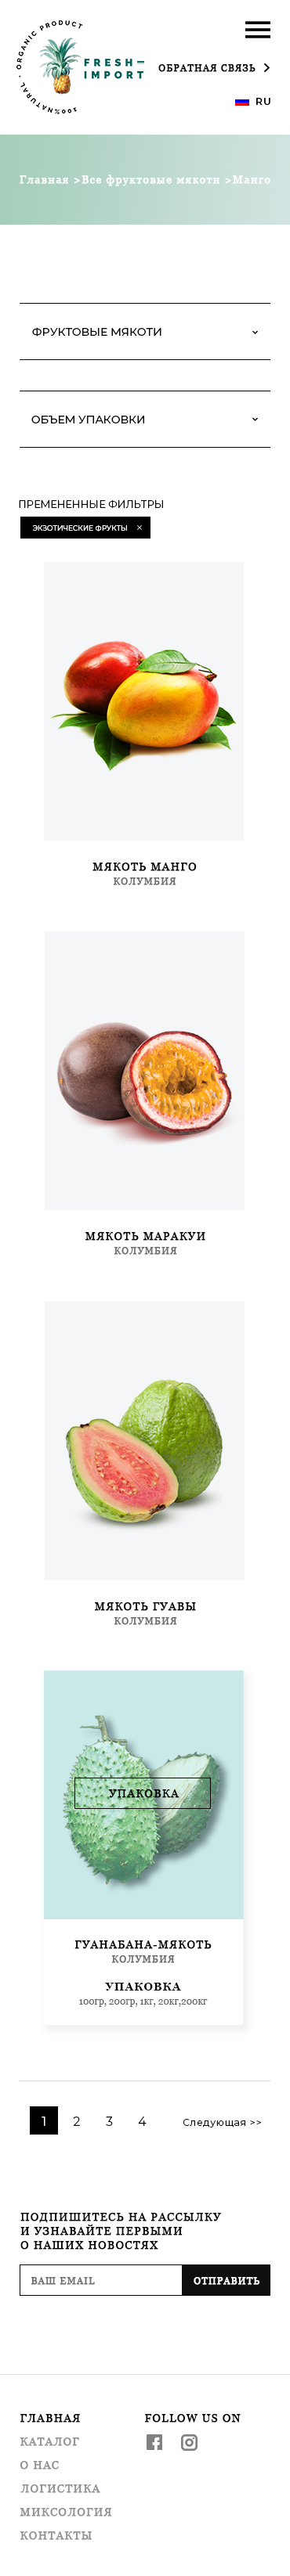 ORGANIC PRODUCT · 100% NATURAL ·
FRESH-
IMPORT
ОБРАТНАЯ СВЯЗЬ >
RU
Главная >Все фруктовые мякоти >Манго
ФРУКТОВЫЕ МЯКОТИ
ОБЪЕМ УПАКОВКИ
ПРЕМЕНЕННЫЕ ФИЛЬТРЫ
ЭКЗОТИЧЕСКИЕ ФРУКТЫ ×
МЯКОТЬ МАНГО
КОЛУМБИЯ
МЯКОТЬ МАРАКУИ
КОЛУМБИЯ
МЯКОТЬ ГУАВЫ
КОЛУМБИЯ
УПАКОВКА
ГУАНАБАНА-МЯКОТЬ
КОЛУМБИЯ
УПАКОВКА
100гр, 200гр, 1кг, 20кг,200кг
1 2 3 4 Следующая >>
ПОДПИШИТЕСЬ НА РАССЫЛКУ
И УЗНАВАЙТЕ ПЕРВЫМИ
О НАШИХ НОВОСТЯХ
ВАШ EMAIL ОТПРАВИТЬ
ГЛАВНАЯ FOLLOW US ON
КАТАЛОГ
О НАС
ЛОГИСТИКА
МИКСОЛОГИЯ
КОНТАКТЫ